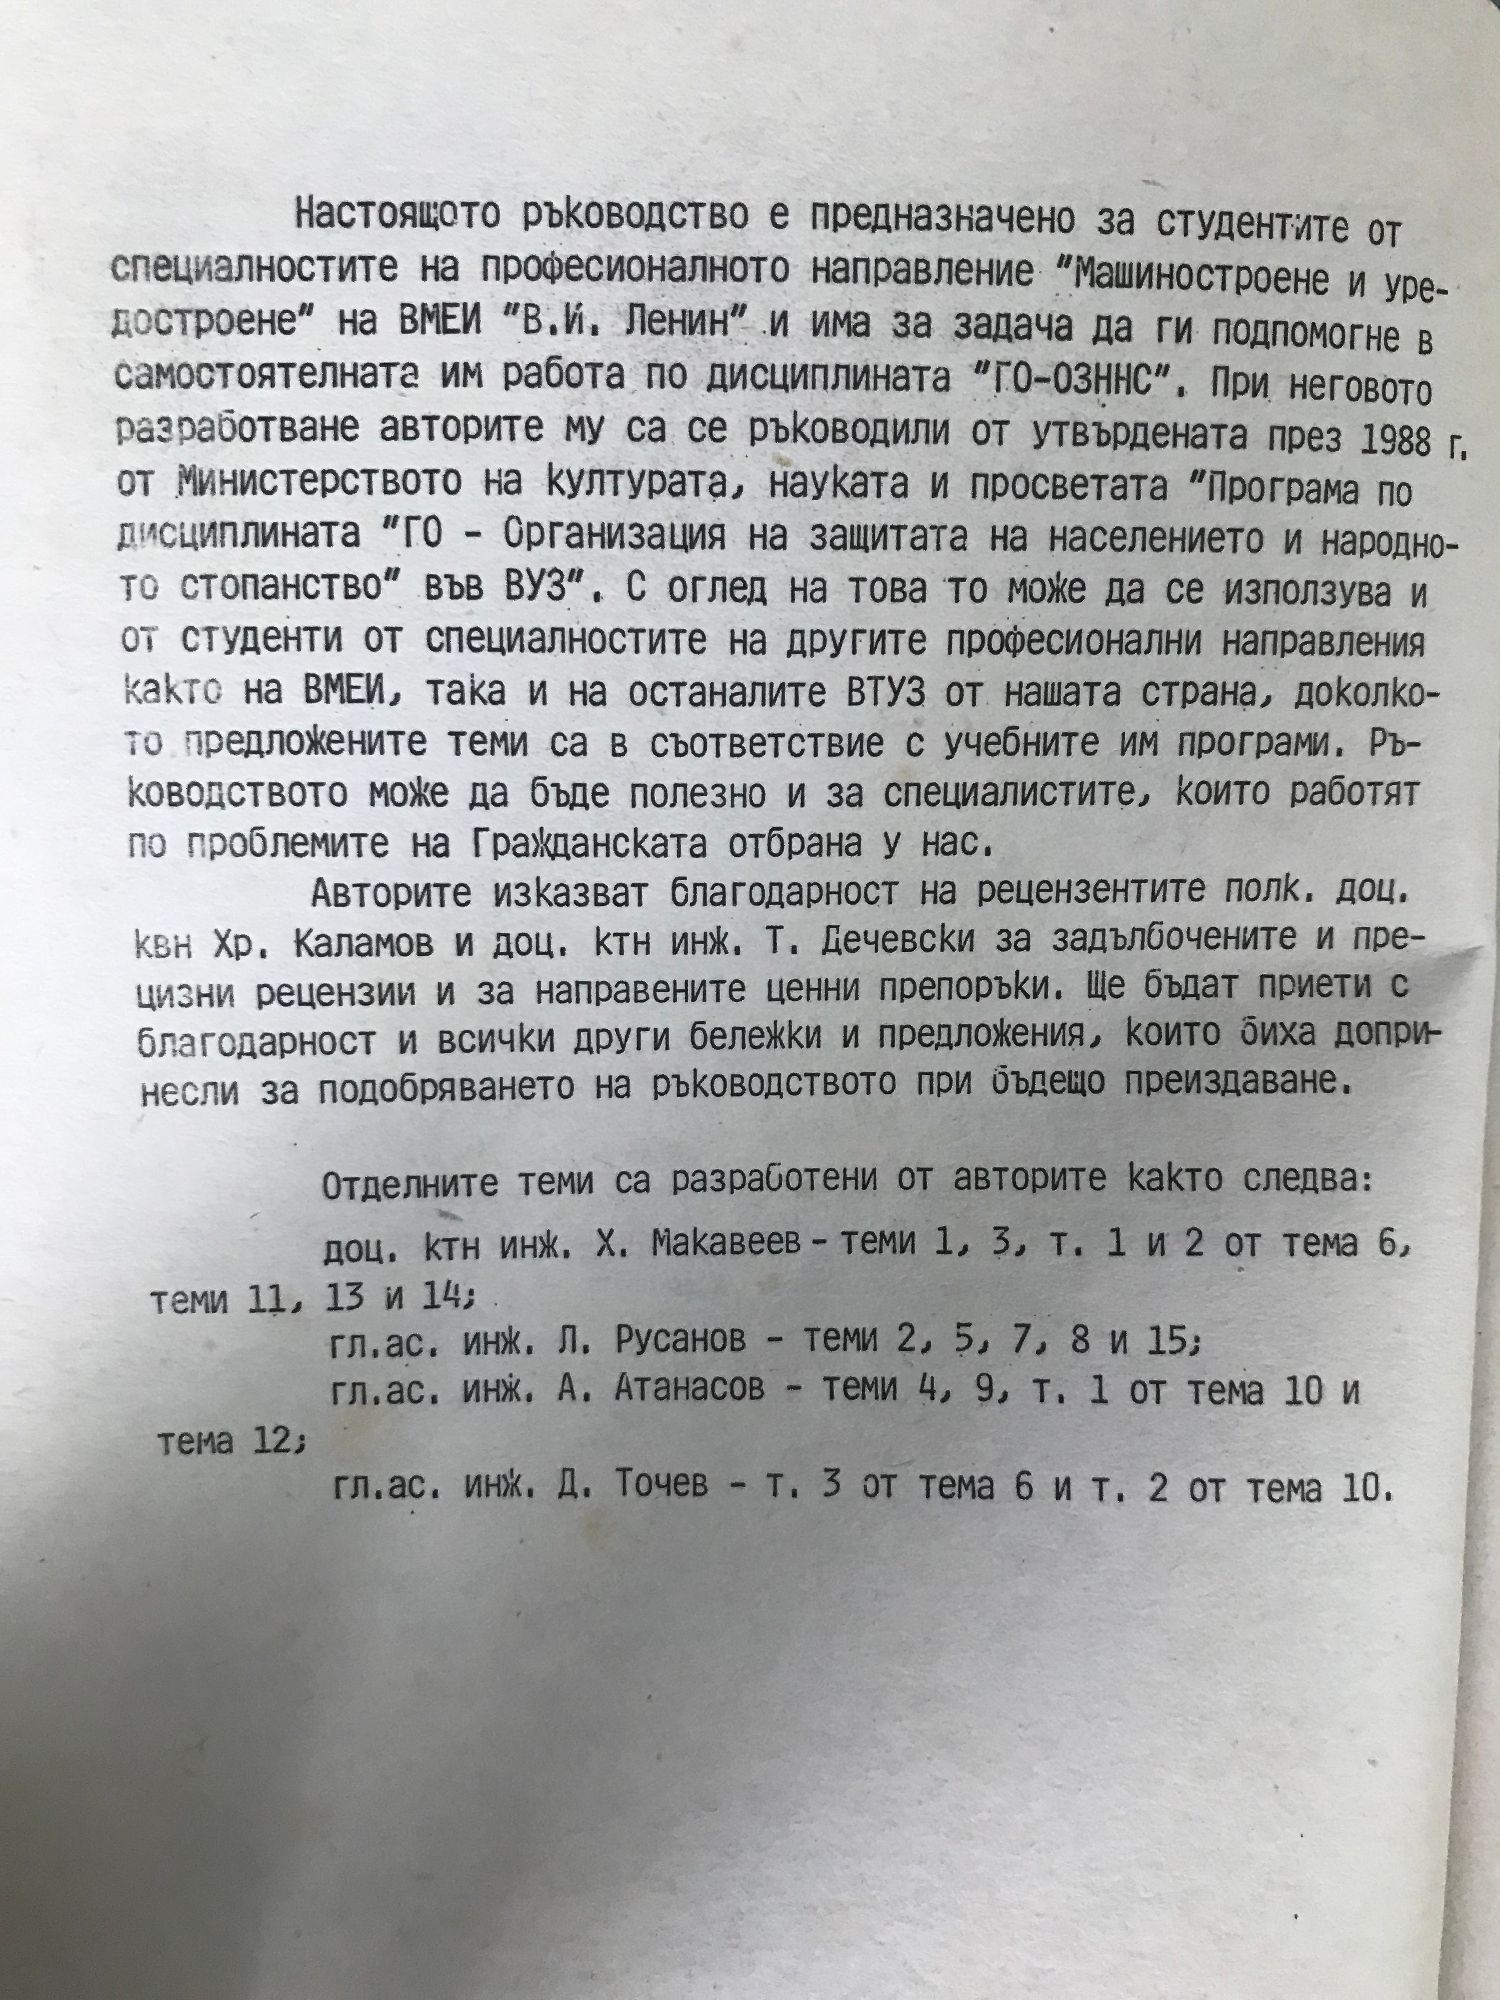 Настоящото ръководство е предназначено за студентите от
специалностите на професионалното направление "Машиностроене и уре-
достроене" на ВМЕИ "В.И. Ленин" и има за задача да ги подпомогне в
самостоятелната им работа по дисциплината "ГО-ОЗННС". При неговото
разработване авторите му са се ръководили от утвърдената през 1988 г.
от Министерството на културата, науката и просветата "Програма по
дисциплината "ГО - Организация на защитата на населението и народно-
то стопанство" във ВУЗ". С оглед на това то може да се използува и
от студенти от специалностите на другите професионални направления
както на ВМЕИ, така и на останалите ВТУЗ от нашата страна, доколко-
то предложените теми са в съответствие с учебните им програми. Ръ-
ководството може да бъде полезно и за специалистите, които работят
по проблемите на Гражданската отбрана у нас.
Авторите изказват благодарност на рецензентите полк. доц.
квн Хр. Каламов и доц. ктн инж. Т. Дечевски за задълбочените и пре-
цизни рецензии и за направените ценни препоръки. Ще бъдат приети с
благодарност и всички други бележки и предложения, които биха допри-
несли за подобряването на ръководството при бъдещо преиздаване.
Отделните теми са разработени от авторите както следва:
доц. ктн инж. Х. Макавеев - теми 1, 3, т. 1 и 2 от тема 6,
теми 11, 13 и 14;
гл.ас. инж. Л. Русанов - теми 2, 5, 7, 8 и 15;
гл.ас. инж. А. Атанасов - теми 4, 9, т. 1 от тема 10 и
тема 12;
гл.ас. инж. Д. Точев - т. 3 от тема 6 и т. 2 от тема 10.